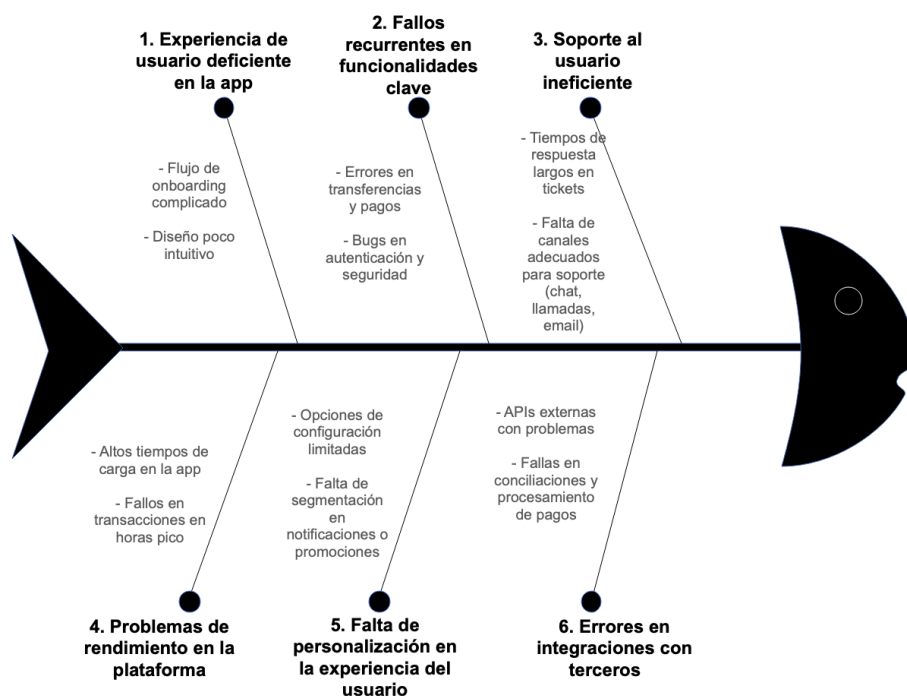 1. Experiencia de
usuario deficiente
en la app
2. Fallos
recurrentes en
funcionalidades
clave
3. Soporte al
usuario
ineficiente
- Flujo de
onboarding
complicado
- Diseño poco
intuitivo
- Errores en
transferencias
y pagos
- Bugs en
autenticación y
seguridad
- Tiempos de
respuesta
largos en
tickets
- Falta de
canales
adecuados
para soporte
(chat,
llamadas,
email)
- Altos tiempos de
carga en la app
- Fallos en
transacciones en
horas pico
- Opciones de
configuración
limitadas
- Falta de
segmentación
en
notificaciones o
promociones
- APIs externas
con problemas
- Fallas en
conciliaciones y
procesamiento
de pagos
4. Problemas de
rendimiento en la
plataforma
5. Falta de
personalización en
la experiencia del
usuario
6. Errores en
integraciones con
terceros